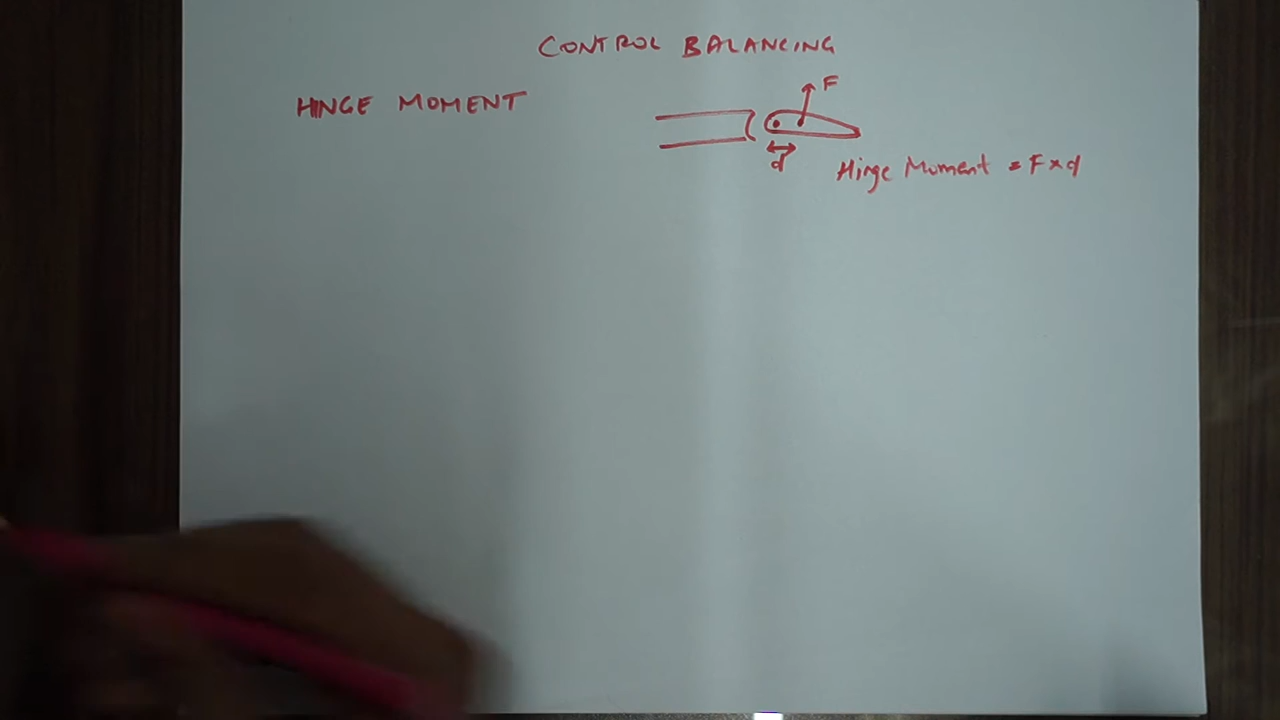 CONTROL BALANCING
HINGE MOMENT
F
d
Hinge Moment = F x d